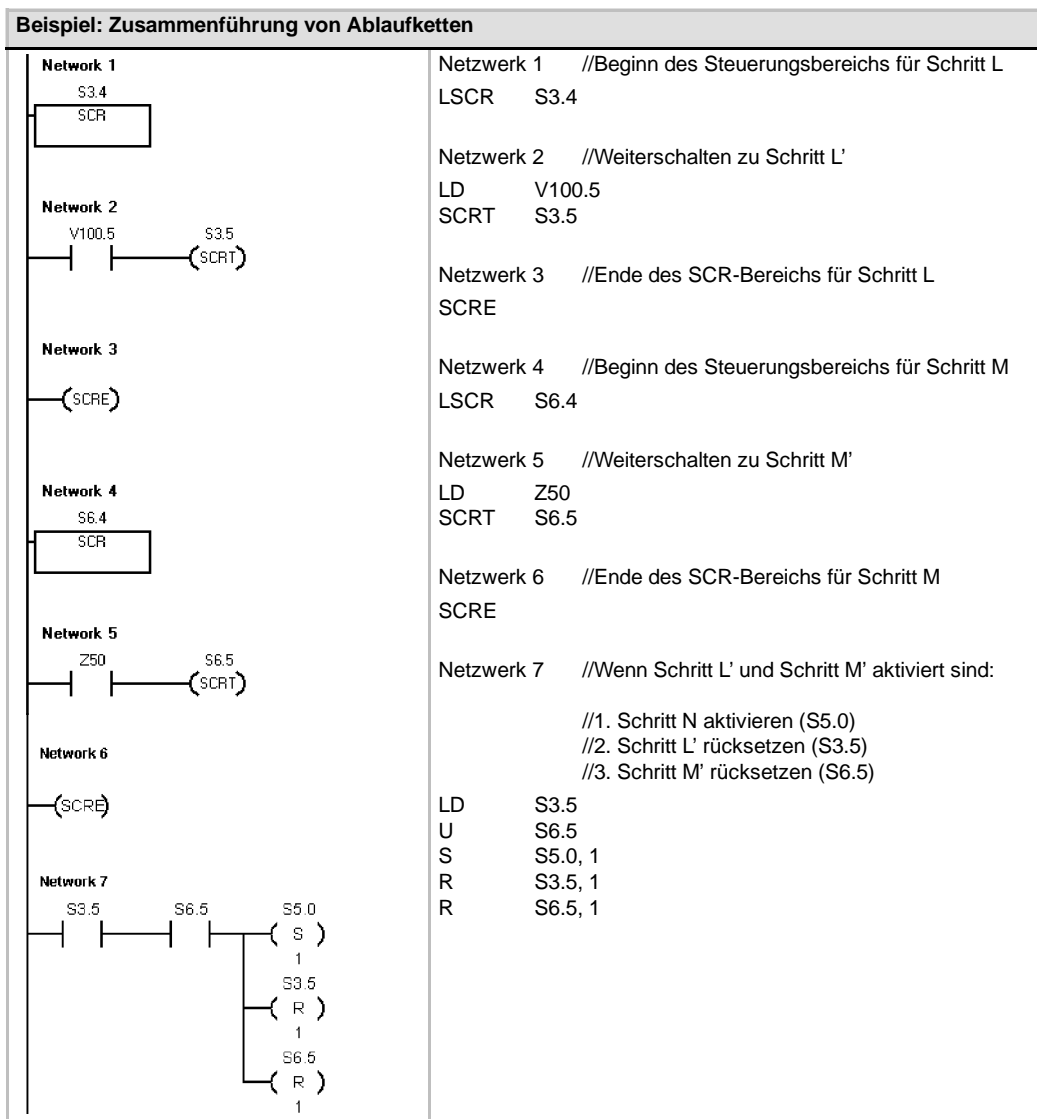 Beispiel: Zusammenführung von Ablaufketten
Network 1
S3.4
SCR
Network 2
V100.5 S3.5
SCRT
Network 3
SCRE
Network 4
S6.4
SCR
Network 5
Z50 S6.5
SCRT
Network 6
SCRE
Network 7
S3.5 S6.5 S5.0
S
1
S3.5
R
1
S6.5
R
1
Netzwerk 1 //Beginn des Steuerungsbereichs für Schritt L
LSCR S3.4
Netzwerk 2 //Weiterschalten zu Schritt L’
LD V100.5
SCRT S3.5
Netzwerk 3 //Ende des SCR-Bereichs für Schritt L
SCRE
Netzwerk 4 //Beginn des Steuerungsbereichs für Schritt M
LSCR S6.4
Netzwerk 5 //Weiterschalten zu Schritt M’
LD Z50
SCRT S6.5
Netzwerk 6 //Ende des SCR-Bereichs für Schritt M
SCRE
Netzwerk 7 //Wenn Schritt L’ und Schritt M’ aktiviert sind:
//1. Schritt N aktivieren (S5.0)
//2. Schritt L’ rücksetzen (S3.5)
//3. Schritt M’ rücksetzen (S6.5)
LD S3.5
U S6.5
S S5.0, 1
R S3.5, 1
R S6.5, 1